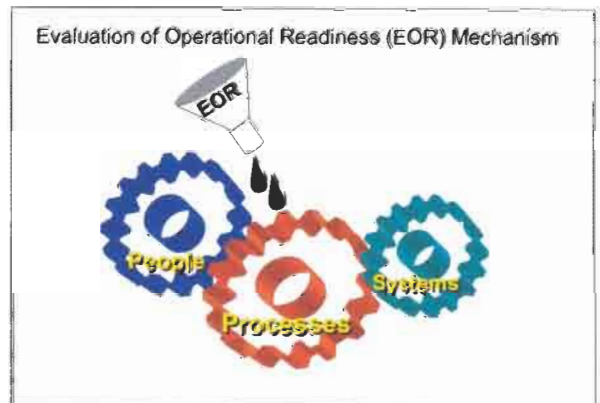 Evaluation of Operational Readiness (EOR) Mechanism
EOR
People
Systems
Processes